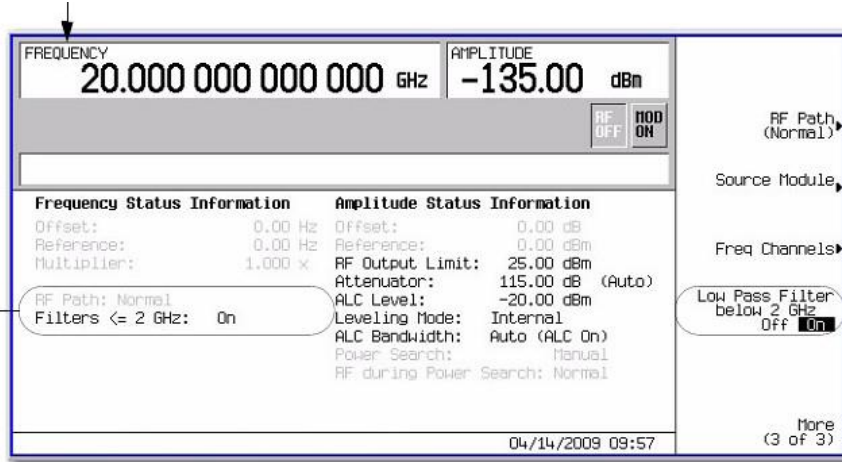 FREQUENCY
20.000 000 000 000 GHz
AMPLITUDE
-135.00 dBm
RF OFF
MOD ON
Frequency Status Information
Offset: 0.00 Hz
Reference: 0.00 Hz
Multiplier: 1.000 x
RF Path: Normal
Filters <= 2 GHz: On
Amplitude Status Information
Offset: 0.00 dB
Reference: 0.00 dBm
RF Output Limit: 25.00 dBm
Attenuator: 115.00 dB (Auto)
ALC Level: -20.00 dBm
Leveling Mode: Internal
ALC Bandwidth: Auto (ALC On)
Power Search: Manual
RF during Power Search: Normal
04/14/2009 09:57
RF Path
(Normal)
Source Module
Freq Channels
Low Pass Filter
below 2 GHz
Off On
More
(3 of 3)